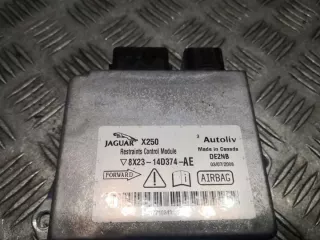 JAGUAR X250
Restraints Control Module
8X23-14D374-AE
FORWARD
Autoliv
Made in Canada
DE2NB
AIRBAG